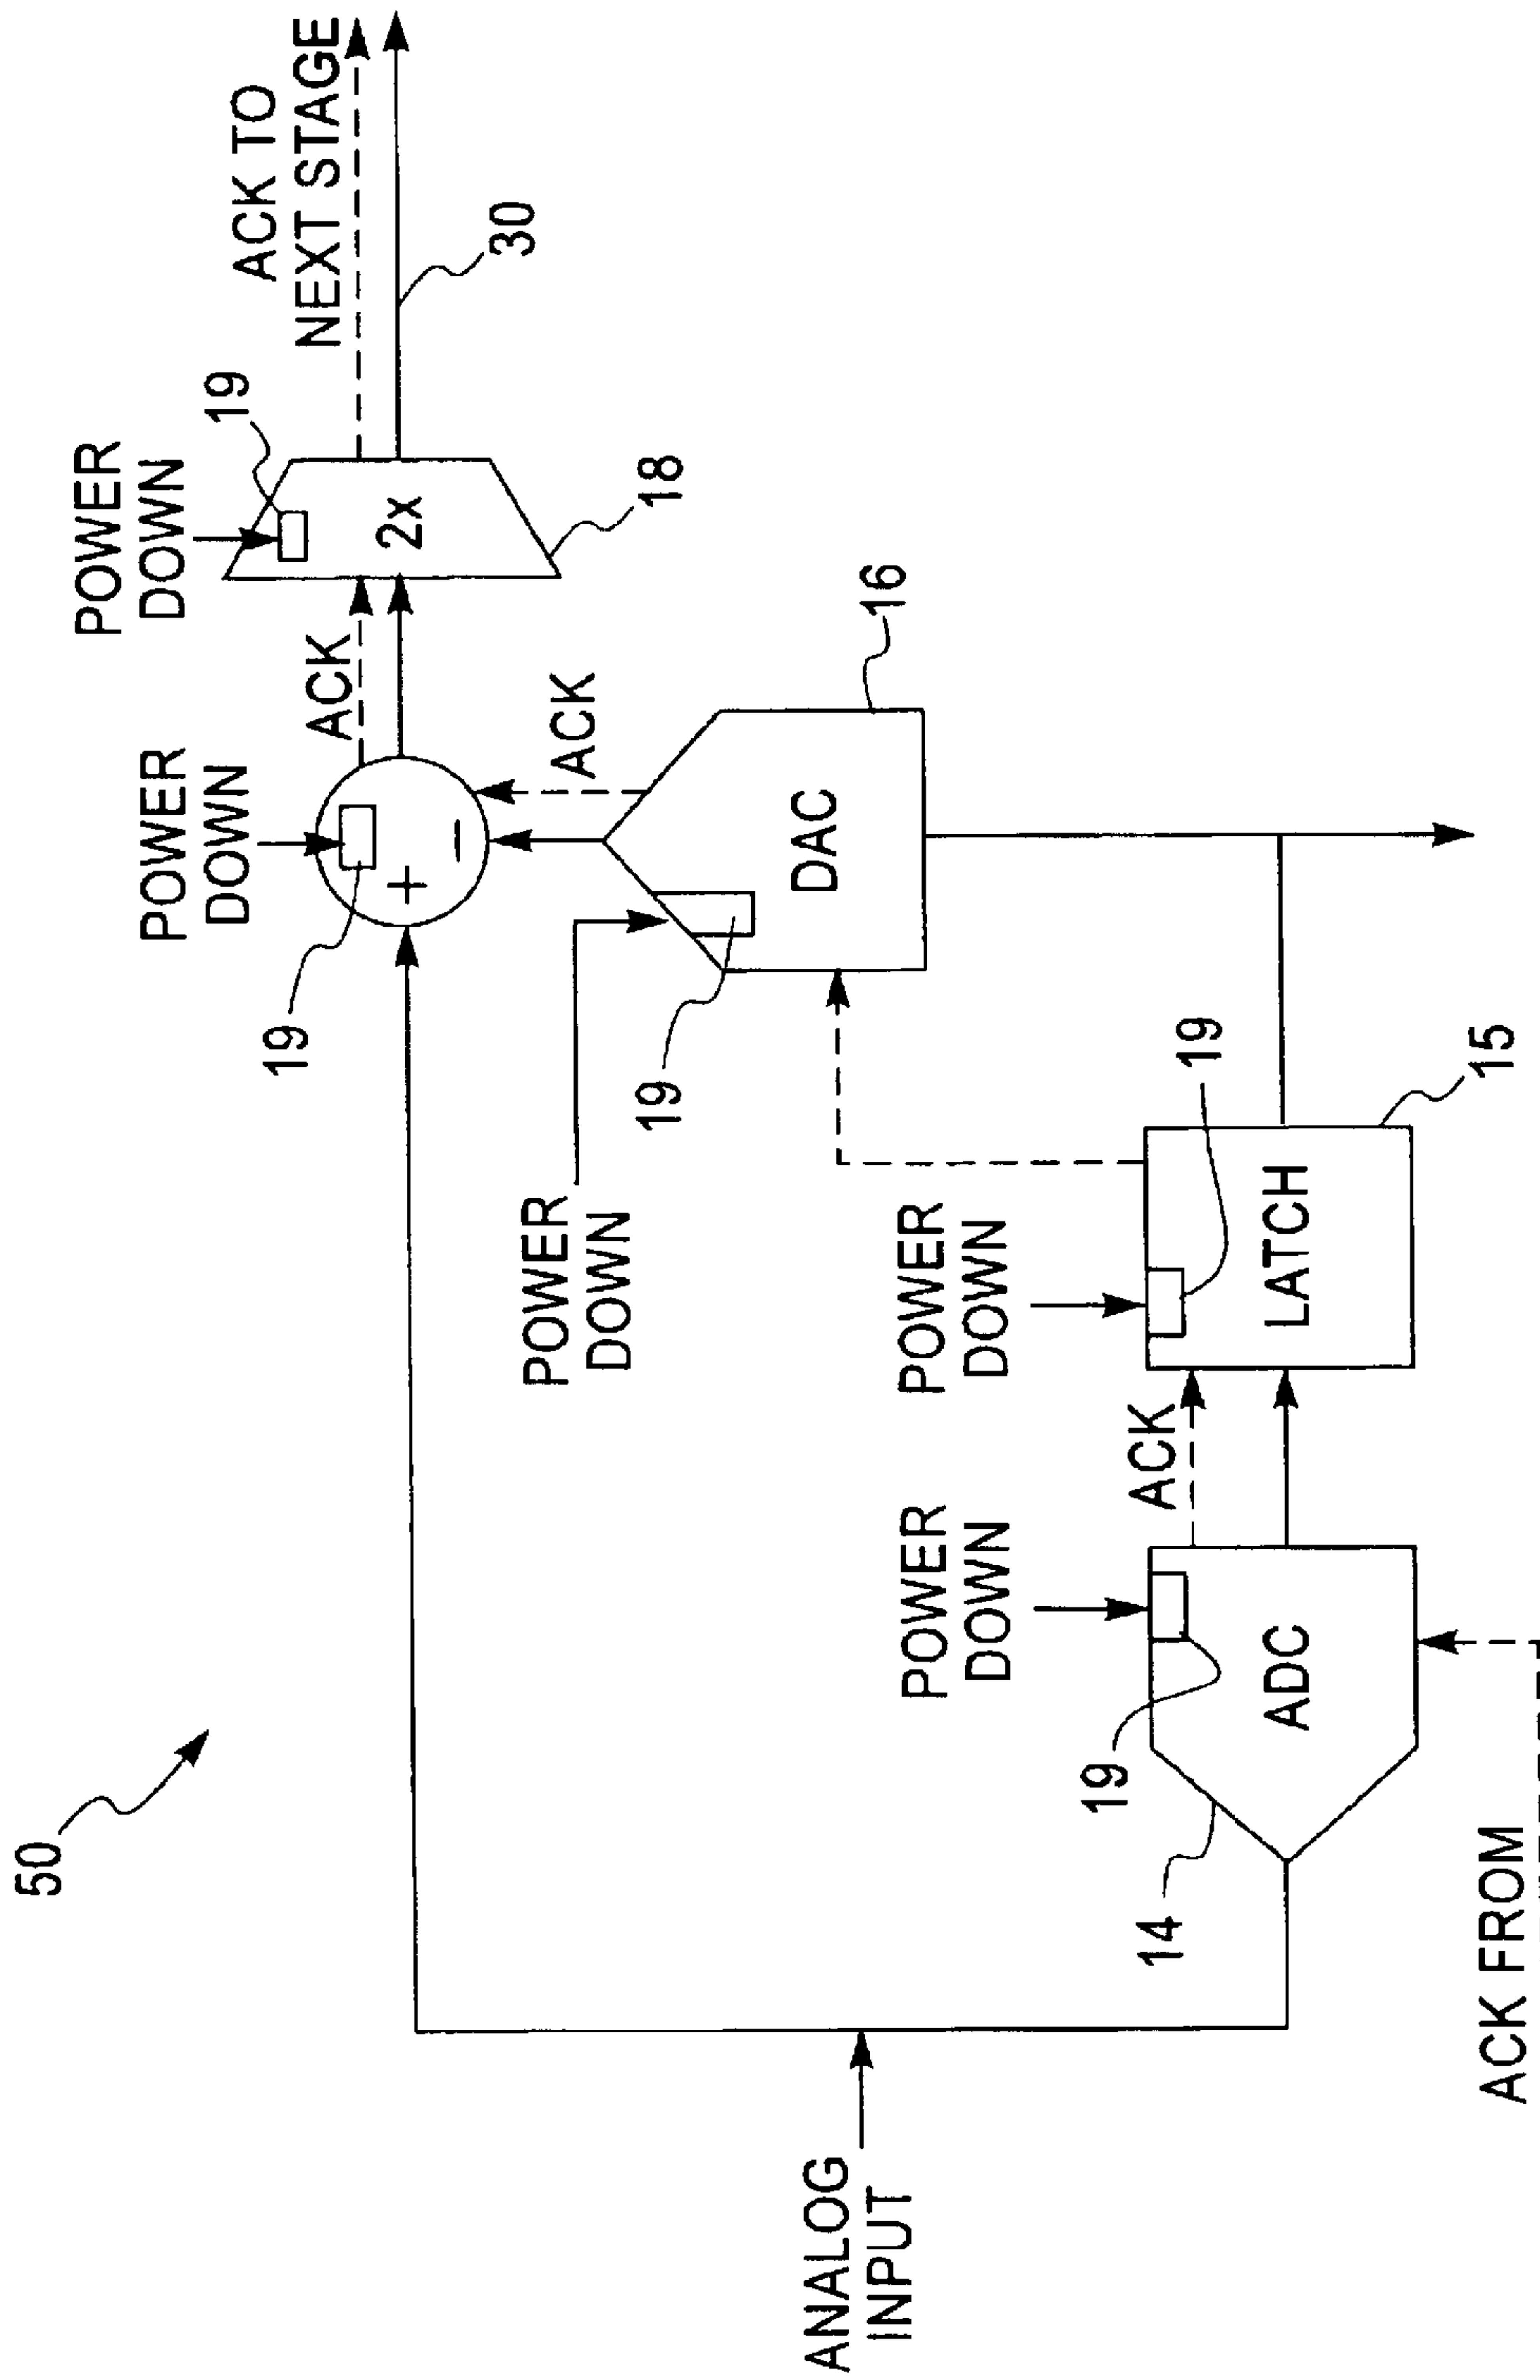 50
POWER
DOWN
POWER
DOWN
19
ACK TO
NEXT STAGE
19
ACK
2x
+
−
30
POWER
DOWN
ACK
19
18
DAC
16
ANALOG
INPUT
POWER
DOWN
POWER
DOWN
19
ACK
14
19
ADC
LATCH
15
ACK FROM